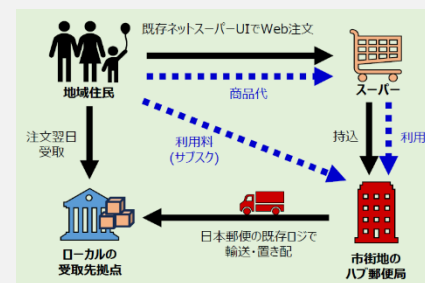 既存ネットスーパーUIでWeb注文
地域住民
商品代
スーパー
注文翌日
受取
利用料
(サブスク)
持込
利用
日本郵便の既存ロジで
輸送・置き配
ローカルの
受取先拠点
市街地の
ハブ郵便局